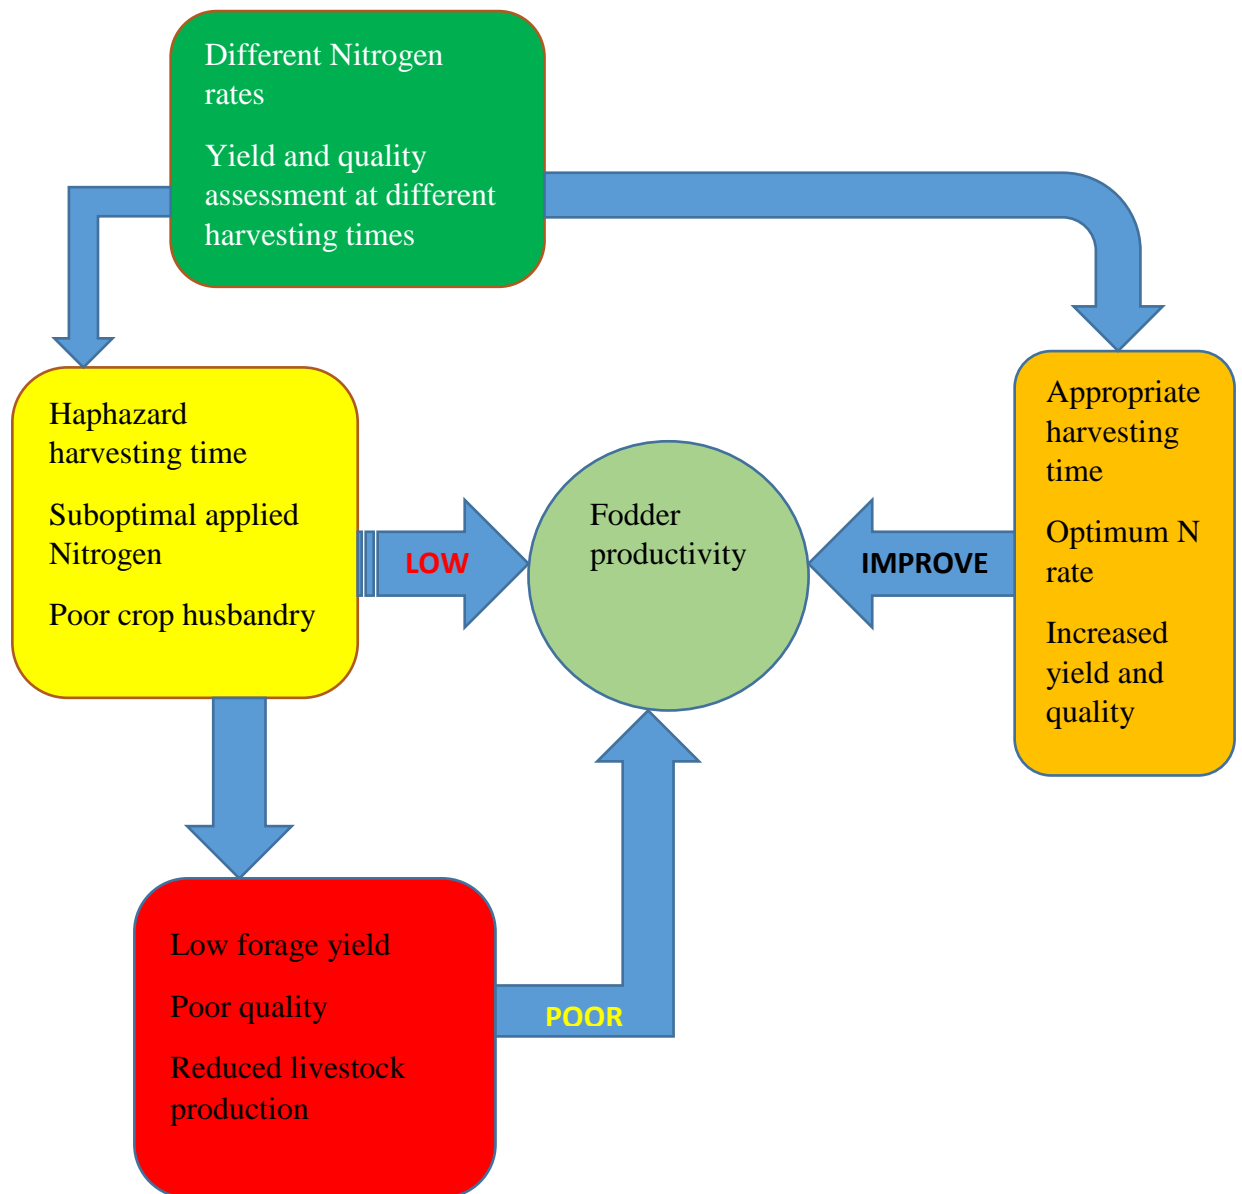 Different Nitrogen
rates
Yield and quality
assessment at different
harvesting times
Haphazard
harvesting time
Suboptimal applied
Nitrogen
Poor crop husbandry
LOW
Fodder
productivity
IMPROVE
Appropriate
harvesting
time
Optimum N
rate
Increased
yield and
quality
Low forage yield
Poor quality
Reduced livestock
production
POOR